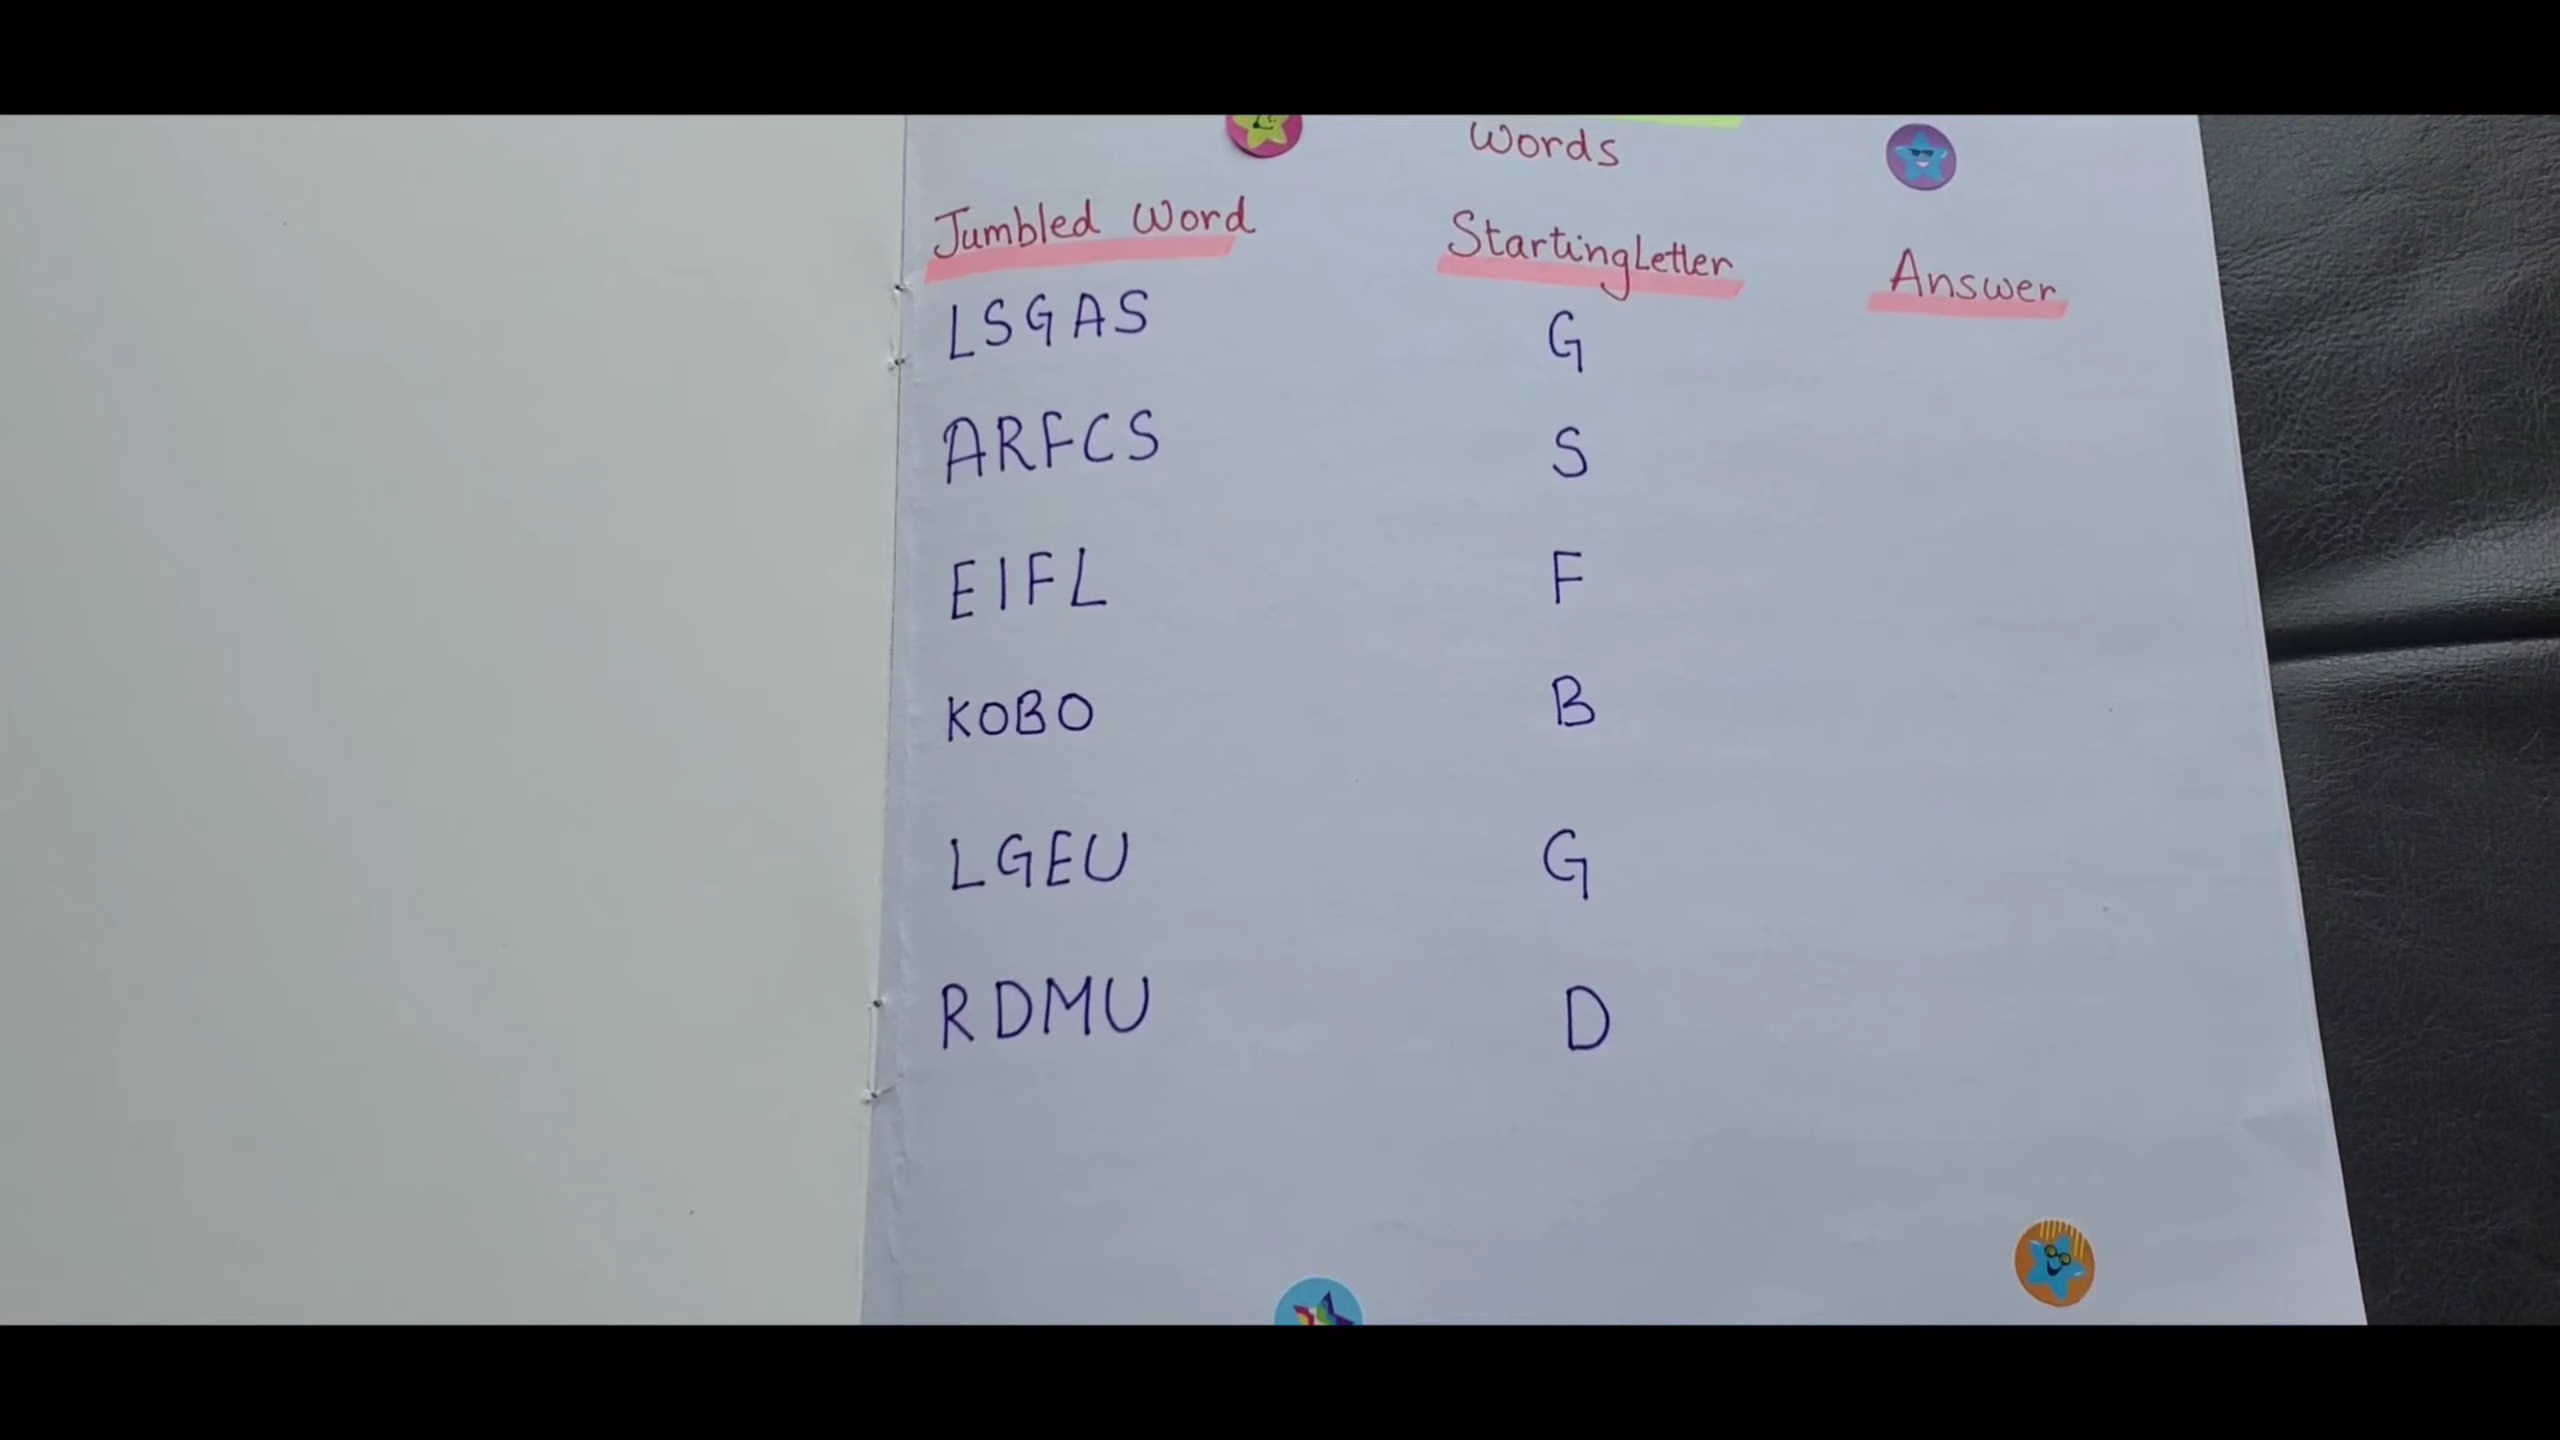 Words
Jumbled Word Starting Letter Answer
LSGAS G
ARFCS S
EIFL F
KOBO B
LGEU G
RDMU D